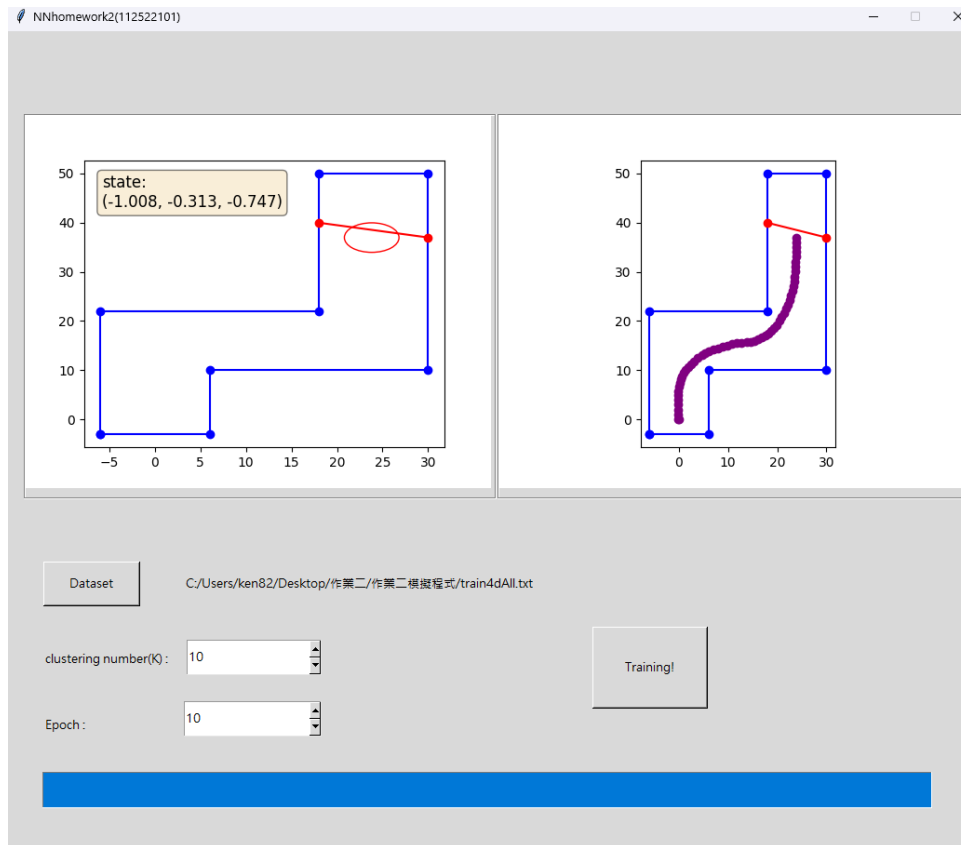 NNhomework2(112522101)
state:
(-1.008, -0.313, -0.747)
50
40
30
20
10
0
−5 0 5 10 15 20 25 30
50
40
30
20
10
0
0 10 20 30
Dataset C:/Users/ken82/Desktop/作業二/作業二模擬程式/train4dAll.txt
clustering number(K) : 10
Training!
Epoch : 10